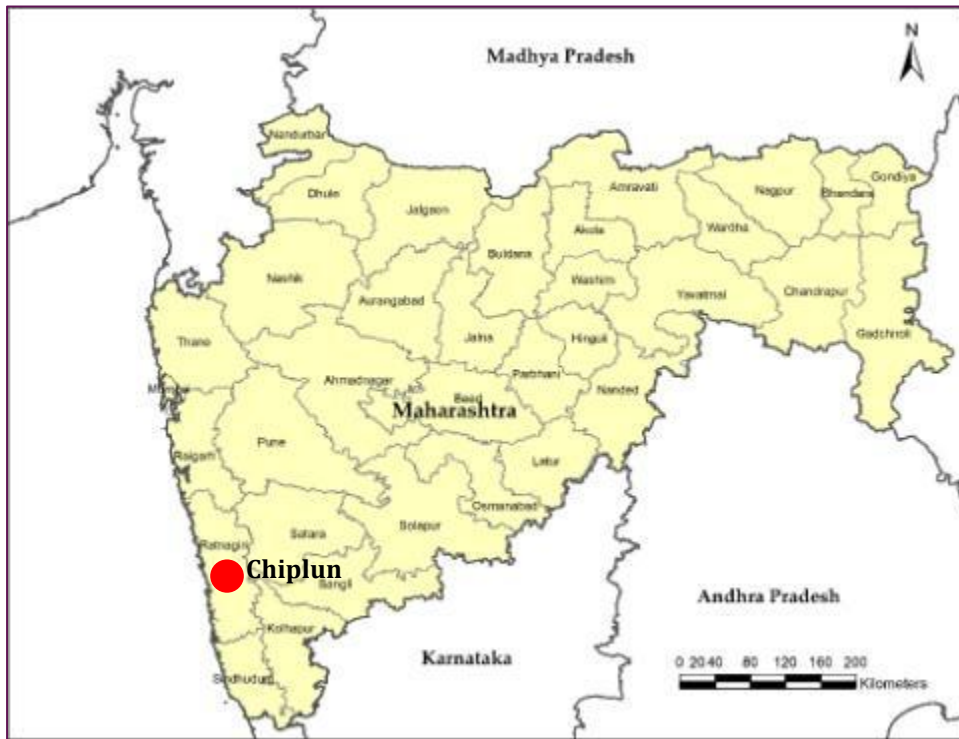 N
Madhya Pradesh
Nandurbar
Gondiya
Dhule
Amravati
Nagpur
Bhandara
Jalgaon
Wardha
Akola
Buldana
Nashik
Washim
Chandrapur
Aurangabad
Yavatmal
Gadchiroli
Thane
Jalna
Hinguli
Parbhani
Ahmadnagar
Nanded
Mumbai
Beed
Maharashtra
Pune
Raigarh
Latur
Osmanabad
Satara
Solapur
Ratnagiri
Chiplun
Sangli
Andhra Pradesh
Kolhapur
Karnataka
0 20 40 80 120 160 200
Kilometers
Sindhudurg